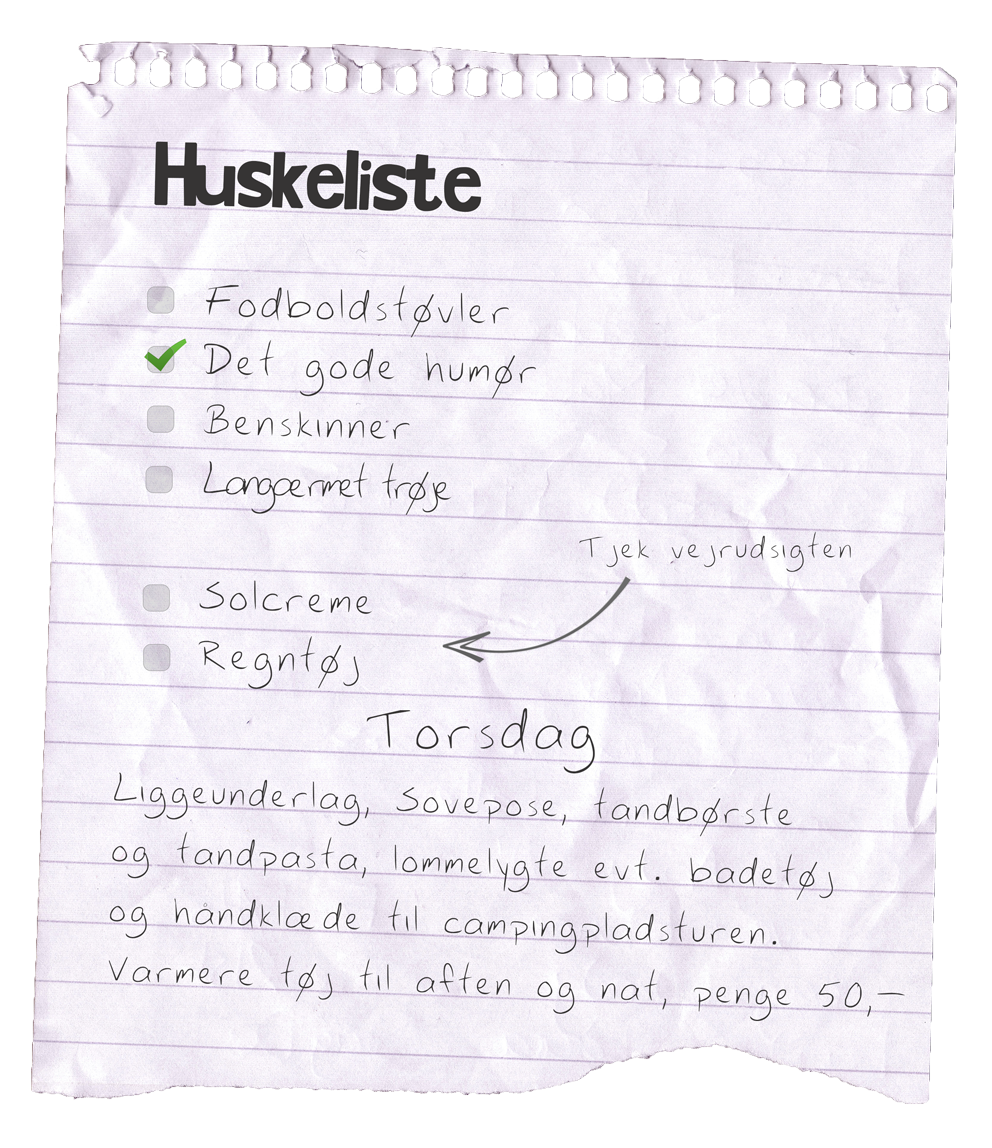 Huskeliste
Fodboldstøvler
Det gode humør
Benskinner
Langærmet trøje
Tjek vejrudsigten
Solcreme
Regntøj
Torsdag
Liggeunderlag, sovepose, tandbørste
og tandpasta, lommelygte evt. badetøj
og håndklæde til campingpladsturen.
Varmere tøj til aften og nat, penge 50,-